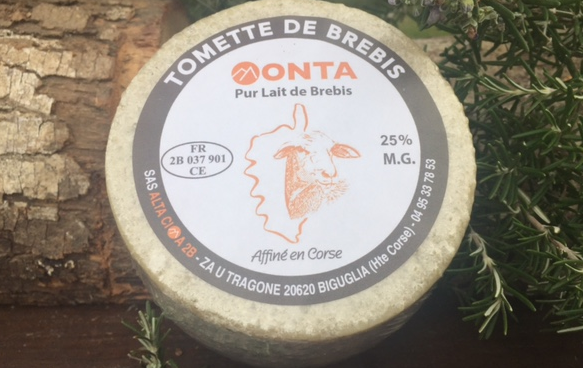 TOMETTE DE BREBIS
MONTA
Pur Lait de Brebis
25%
M.G.
FR
2B 037 901
CE
Affiné en Corse
SAS ALTA CIMA 2B - ZA U TRAGONE 20620 BIGUGLIA (Hte Corse) - 04 95 33 78 53